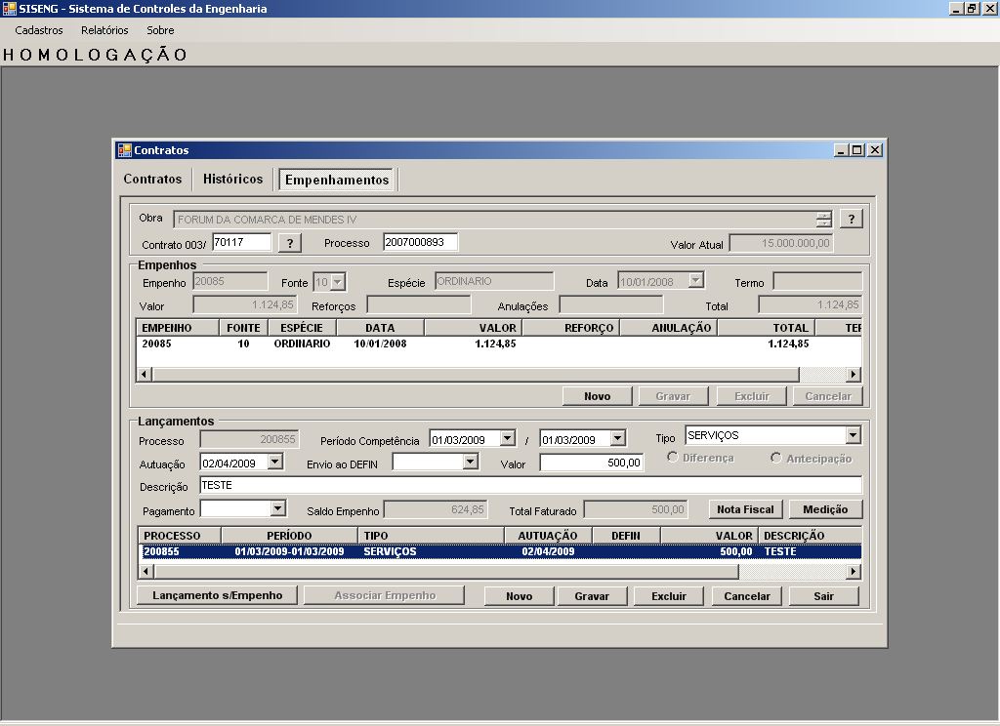 SISENG - Sistema de Controles da Engenharia
Cadastros Relatórios Sobre
HOMOLOGAÇÃO
Contratos
Contratos Históricos Empenhamentos
Obra FORUM DA COMARCA DE MENDES IV ?
Contrato 003/ 70117 ? Processo 2007000893 Valor Atual 15.000.000,00
Empenhos
Empenho 20085 Fonte 10 Espécie ORDINARIO Data 10/01/2008 Termo
Valor 1.124,85 Reforços Anulações Total 1.124,85
EMPENHO FONTE ESPÉCIE DATA VALOR REFORÇO ANULAÇÃO TOTAL TEF
20085 10 ORDINARIO 10/01/2008 1.124,85 1.124,85
Novo Gravar Excluir Cancelar
Lançamentos
Processo 200855 Período Competência 01/03/2009 / 01/03/2009 Tipo SERVIÇOS
Autuação 02/04/2009 Envio ao DEFIN Valor 500,00 Diferença Antecipação
Descrição TESTE
Pagamento Saldo Empenho 624,85 Total Faturado 500,00 Nota Fiscal Medição
PROCESSO PERÍODO TIPO AUTUAÇÃO DEFIN VALOR DESCRIÇÃO
200855 01/03/2009-01/03/2009 SERVIÇOS 02/04/2009 500,00 TESTE
Lançamento s/Empenho Associar Empenho Novo Gravar Excluir Cancelar Sair